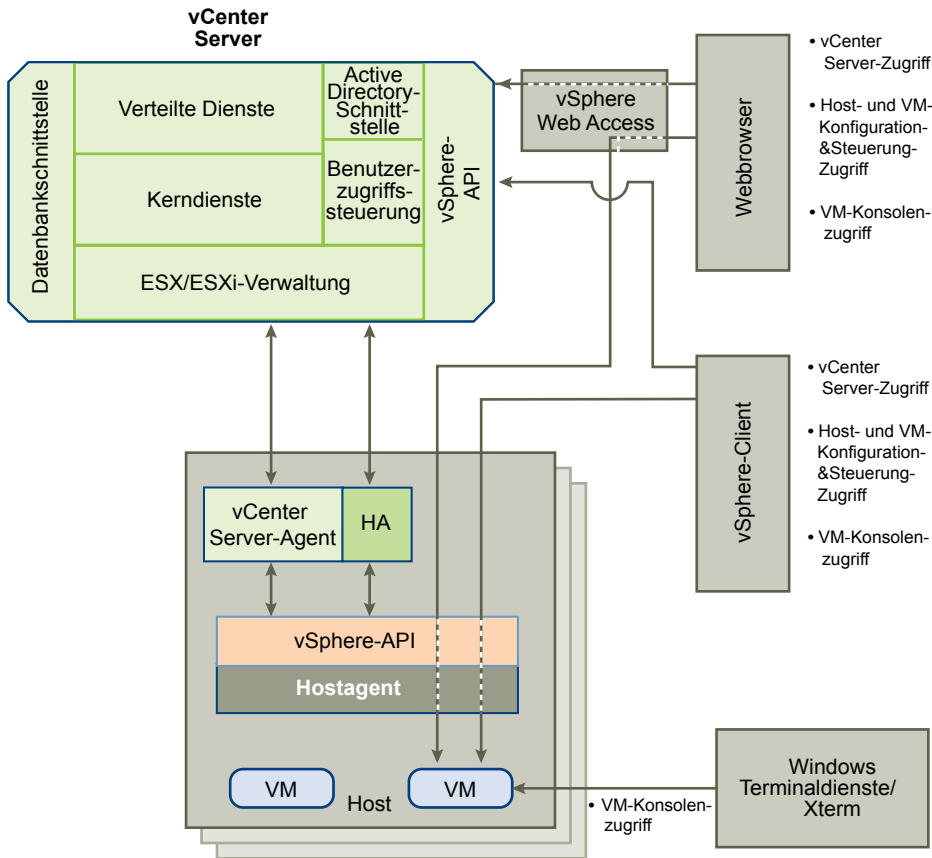 vCenter
Server
Datenbankschnittstelle
Verteilte Dienste
Active
Directory-
Schnitt-
stelle
Kerndienste
Benutzer-
zugriffs-
steuerung
ESX/ESXi-Verwaltung
vSphere-
API
vSphere
Web Access
Webbrowser
• vCenter
Server-Zugriff
• Host- und VM-
Konfiguration-
&Steuerung-
Zugriff
• VM-Konsolen-
zugriff
vSphere-Client
• vCenter
Server-Zugriff
• Host- und VM-
Konfiguration-
&Steuerung-
Zugriff
• VM-Konsolen-
zugriff
vCenter
Server-Agent
HA
vSphere-API
Hostagent
VM
Host
VM
• VM-Konsolen-
zugriff
Windows
Terminaldienste/
Xterm